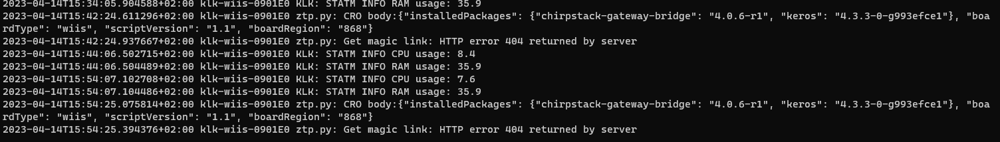 2023-04-14T15:34:05.904588+02:00 klk-wiis-0901E0 KLK: STATM INFO RAM usage: 35.9
2023-04-14T15:42:24.611296+02:00 klk-wiis-0901E0 ztp.py: CRO body:{"installedPackages": {"chirpstack-gateway-bridge": "4.0.6-r1", "keros": "4.3.3-0-g993efce1"}, "boa
rdType": "wiis", "scriptVersion": "1.1", "boardRegion": "868"}
2023-04-14T15:42:24.937667+02:00 klk-wiis-0901E0 ztp.py: Get magic link: HTTP error 404 returned by server
2023-04-14T15:44:06.502715+02:00 klk-wiis-0901E0 KLK: STATM INFO CPU usage: 8.4
2023-04-14T15:44:06.504489+02:00 klk-wiis-0901E0 KLK: STATM INFO RAM usage: 35.9
2023-04-14T15:54:07.102708+02:00 klk-wiis-0901E0 KLK: STATM INFO CPU usage: 7.6
2023-04-14T15:54:07.104486+02:00 klk-wiis-0901E0 KLK: STATM INFO RAM usage: 35.9
2023-04-14T15:54:25.075814+02:00 klk-wiis-0901E0 ztp.py: CRO body:{"installedPackages": {"chirpstack-gateway-bridge": "4.0.6-r1", "keros": "4.3.3-0-g993efce1"}, "boa
rdType": "wiis", "scriptVersion": "1.1", "boardRegion": "868"}
2023-04-14T15:54:25.394376+02:00 klk-wiis-0901E0 ztp.py: Get magic link: HTTP error 404 returned by server